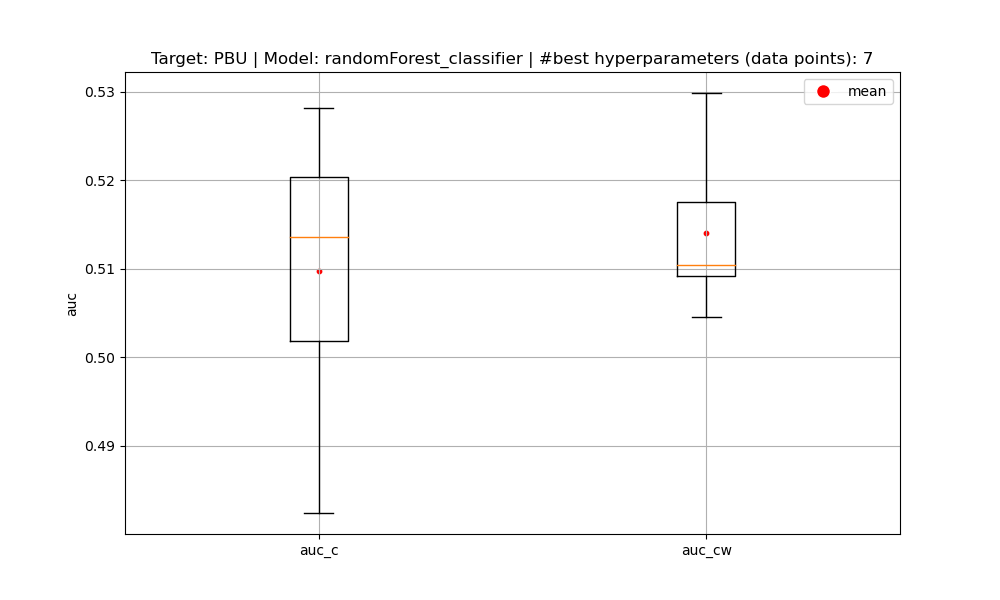 Target: PBU | Model: randomForest_classifier | #best hyperparameters (data points): 7
mean
0.53
0.52
0.51
0.50
0.49
auc
auc_c
auc_cw